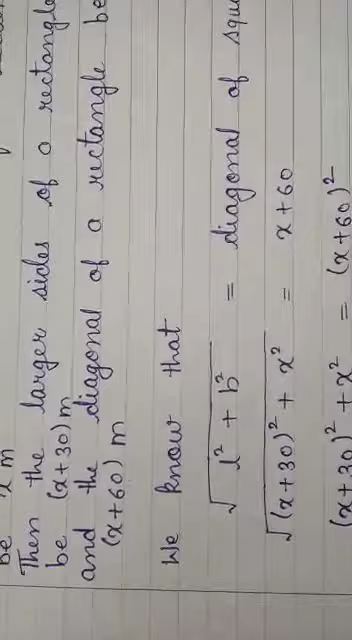 be x m
Then the larger sides of a rectangle
be (x+30) m
and the diagonal of a rectangle be
(x+60) m
We know that
√(l² + b²) = diagonal of
√((x+30)² + x²) = x+60
(x+30)² + x² = (x+60)²